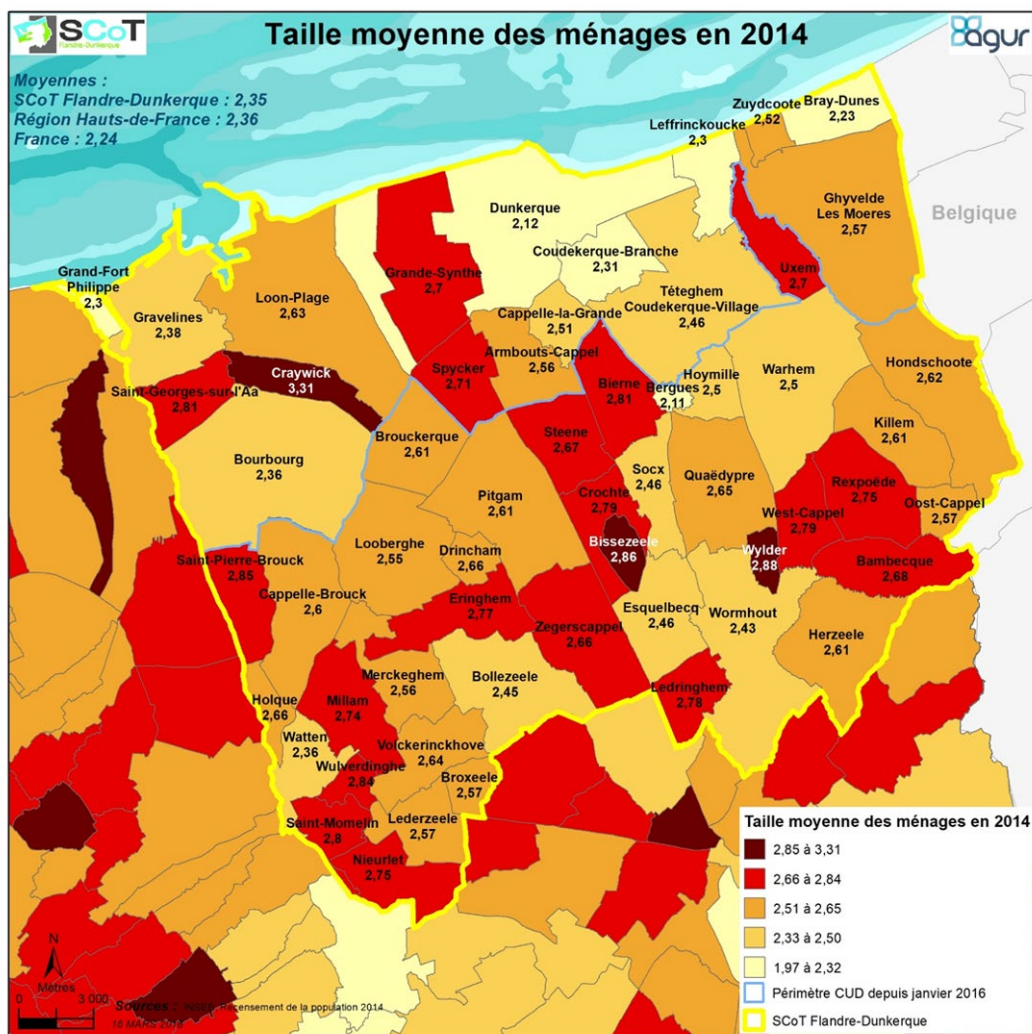 SCoT
Flandre-Dunkerque
Taille moyenne des ménages en 2014
agur
Moyennes :
SCoT Flandre-Dunkerque : 2,35
Région Hauts-de-France : 2,36
France : 2,24
Zuydcoote
2,52
Bray-Dunes
2,23
Leffrinckoucke
2,3
Ghyvelde
Les Moeres
2,57
Belgique
Dunkerque
2,12
Coudekerque-Branche
2,31
Uxem
2,7
Grand-Fort
Philippe
2,3
Gravelines
2,38
Loon-Plage
2,63
Grande-Synthe
2,7
Téteghem
Coudekerque-Village
2,46
Cappelle-la-Grande
2,51
Armbouts-Cappel
2,56
Spycker
2,71
Craywick
3,31
Saint-Georges-sur-l'Aa
2,81
Bierne
2,81
Bergues
2,11
Hoymille
2,5
Warhem
2,5
Hondschoote
2,62
Killem
2,61
Brouckerque
2,61
Steene
2,67
Bourbourg
2,36
Socx
2,46
Quaëdypre
2,65
Rexpoëde
2,75
Pitgam
2,61
Crochte
2,79
West-Cappel
2,79
Oost-Cappel
2,57
Looberghe
2,55
Drincham
2,66
Bissezeele
2,86
Wylder
2,88
Bambecque
2,68
Saint-Pierre-Brouck
2,85
Cappelle-Brouck
2,6
Eringhem
2,77
Zegerscappel
2,66
Esquelbecq
2,46
Wormhout
2,43
Herzeele
2,61
Merckeghem
2,56
Bollezeele
2,45
Ledringhem
2,78
Holque
2,66
Millam
2,74
Watten
2,36
Volckerinckhove
2,64
Wulverdinghe
2,84
Broxeele
2,57
Saint-Momelin
2,8
Lederzeele
2,57
Nieurlet
2,75
Taille moyenne des ménages en 2014
2,85 à 3,31
2,66 à 2,84
2,51 à 2,65
2,33 à 2,50
1,97 à 2,32
Périmètre CUD depuis janvier 2016
SCoT Flandre-Dunkerque
N
Mètres
0 3 000
Sources : INSEE, Recensement de la population 2014